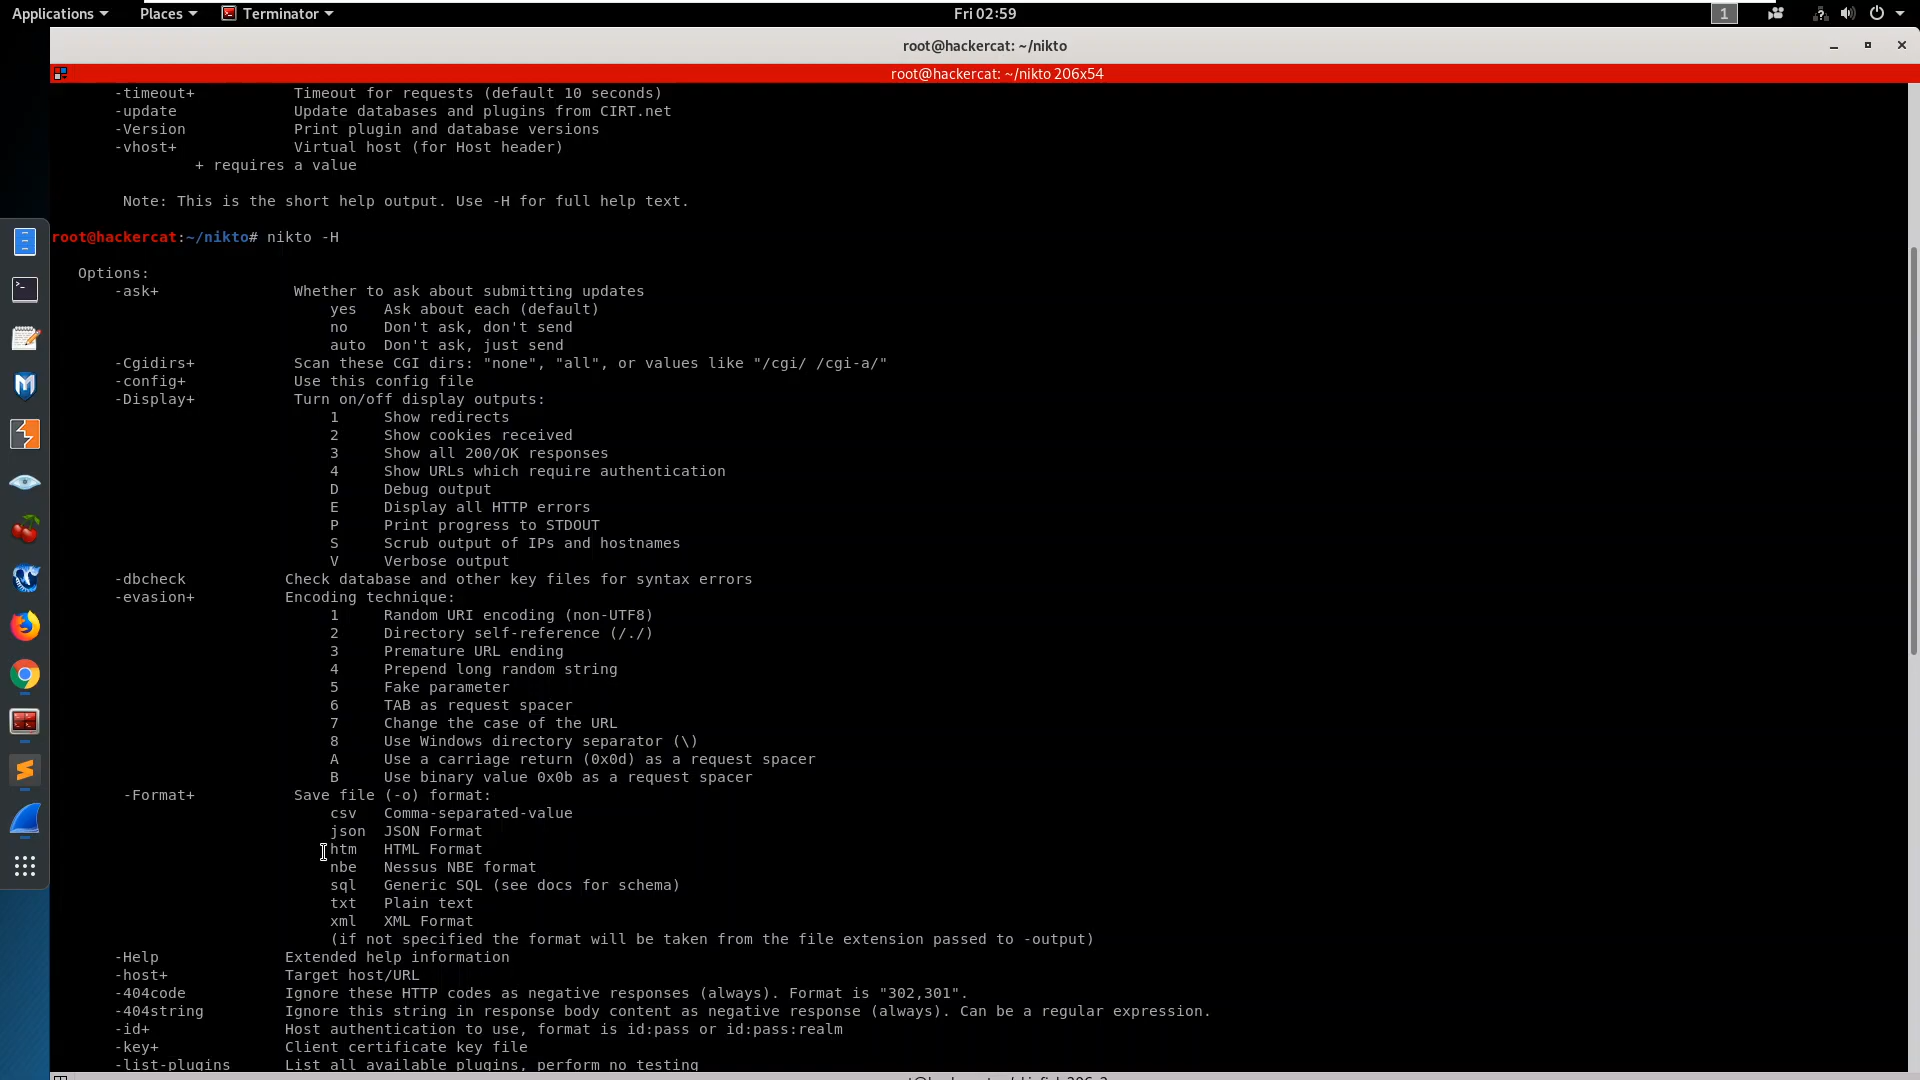 Applications Places Terminator Fri 02:59 1
root@hackercat: ~/nikto
root@hackercat: ~/nikto 206x54
-timeout+ Timeout for requests (default 10 seconds)
-update Update databases and plugins from CIRT.net
-Version Print plugin and database versions
-vhost+ Virtual host (for Host header)
+ requires a value
Note: This is the short help output. Use -H for full help text.
root@hackercat:~/nikto# nikto -H
Options:
-ask+ Whether to ask about submitting updates
yes Ask about each (default)
no Don't ask, don't send
auto Don't ask, just send
-Cgidirs+ Scan these CGI dirs: "none", "all", or values like "/cgi/ /cgi-a/"
-config+ Use this config file
-Display+ Turn on/off display outputs:
1 Show redirects
2 Show cookies received
3 Show all 200/OK responses
4 Show URLs which require authentication
D Debug output
E Display all HTTP errors
P Print progress to STDOUT
S Scrub output of IPs and hostnames
V Verbose output
-dbcheck Check database and other key files for syntax errors
-evasion+ Encoding technique:
1 Random URI encoding (non-UTF8)
2 Directory self-reference (/./)
3 Premature URL ending
4 Prepend long random string
5 Fake parameter
6 TAB as request spacer
7 Change the case of the URL
8 Use Windows directory separator (\)
A Use a carriage return (0x0d) as a request spacer
B Use binary value 0x0b as a request spacer
-Format+ Save file (-o) format:
csv Comma-separated-value
json JSON Format
htm HTML Format
nbe Nessus NBE format
sql Generic SQL (see docs for schema)
txt Plain text
xml XML Format
(if not specified the format will be taken from the file extension passed to -output)
-Help Extended help information
-host+ Target host/URL
-404code Ignore these HTTP codes as negative responses (always). Format is "302,301".
-404string Ignore this string in response body content as negative response (always). Can be a regular expression.
-id+ Host authentication to use, format is id:pass or id:pass:realm
-key+ Client certificate key file
-list-plugins List all available plugins, perform no testing